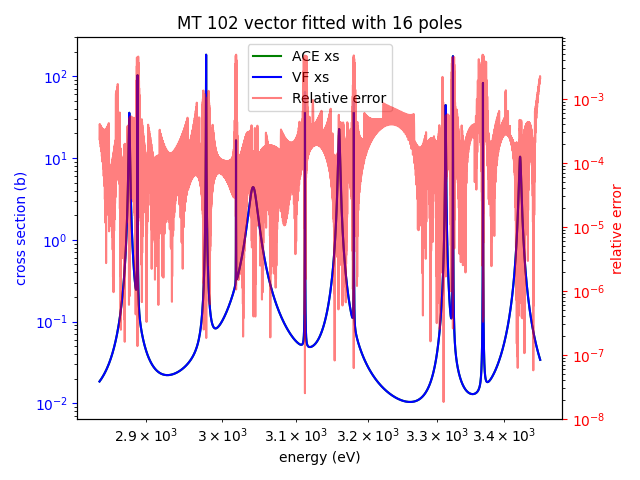 MT 102 vector fitted with 16 poles
ACE xs
VF xs
Relative error
cross section (b)
10²
10¹
10⁰
10⁻¹
10⁻²
relative error
10⁻³
10⁻⁴
10⁻⁵
10⁻⁶
10⁻⁷
10⁻⁸
2.9 × 10³ 3 × 10³ 3.1 × 10³ 3.2 × 10³ 3.3 × 10³ 3.4 × 10³
energy (eV)